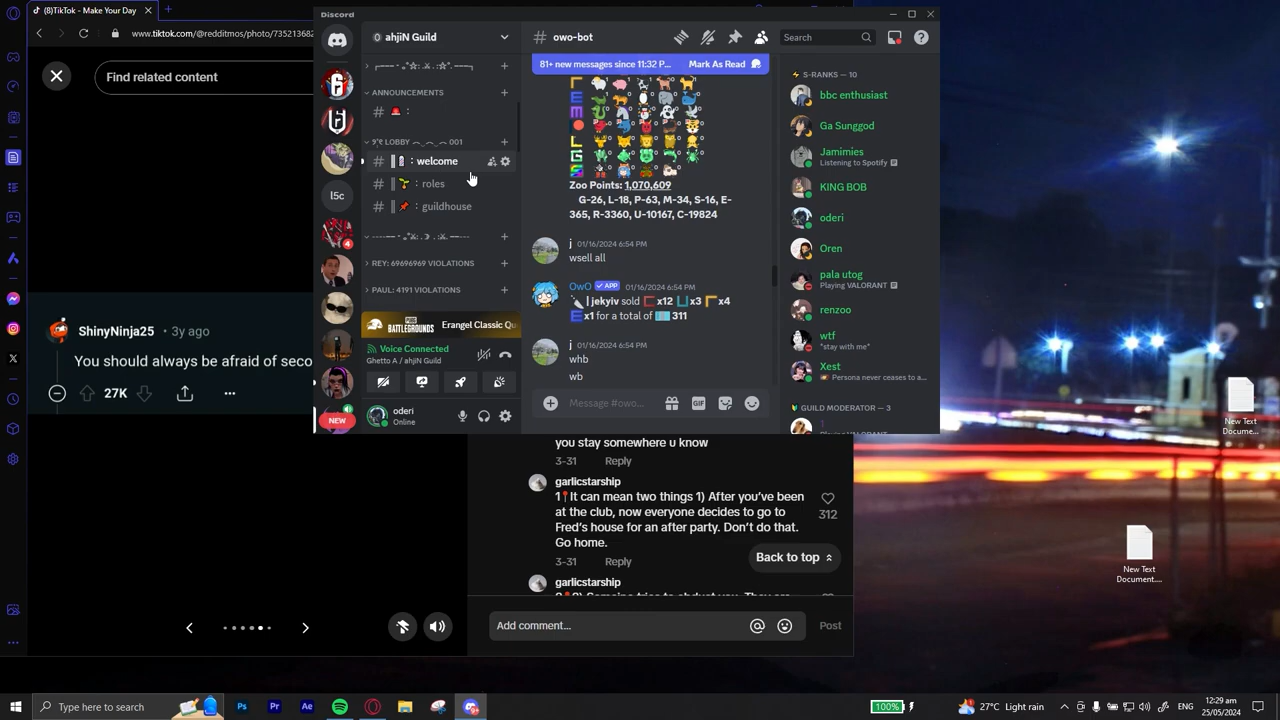 (8)TikTok - Make Your Day
www.tiktok.com/@redditmos/photo/73521368
Find related content
ShinyNinja25 • 3y ago
You should always be afraid of seco
27K
Discord
ahjiN Guild
ANNOUNCEMENTS
LOBBY
001
welcome
roles
guildhouse
REY: 69696969 VIOLATIONS
PAUL: 4191 VIOLATIONS
PUBG BATTLEGROUNDS
Erangel Classic Qu
Voice Connected
Ghetto A / ahjiN Guild
oderi
Online
l5c
4
NEW
# owo-bot
Search
81+ new messages since 11:32 P... Mark As Read
Zoo Points: 1,070,609
G-26, L-18, P-63, M-34, S-16, E-
365, R-3360, U-10167, C-19824
j 01/16/2024 6:54 PM
wsell all
OwO APP 01/16/2024 6:54 PM
| jekyiv sold C x12 U x3 x4
E x1 for a total of 311
j 01/16/2024 6:54 PM
whb
wb
Message #owo...
GIF
S-RANKS — 10
bbc enthusiast
Ga Sunggod
Jamimies
Listening to Spotify
KING BOB
oderi
Oren
pala utog
Playing VALORANT
renzoo
wtf
"stay with me"
Xest
Persona never ceases to a...
GUILD MODERATOR — 3
Playing VALORANT
you stay somewhere u know
3-31 Reply
garlicstarship
1📍It can mean two things 1) After you've been
at the club, now everyone decides to go to
Fred's house for an after party. Don't do that.
Go home.
312
3-31 Reply
Back to top
garlicstarship
Add comment...
Post
New Text
Docume...
New Text
Document....
Type here to search
Ps
Pr
Ae
100%
27°C Light rain
ENG
12:29 am
25/05/2024